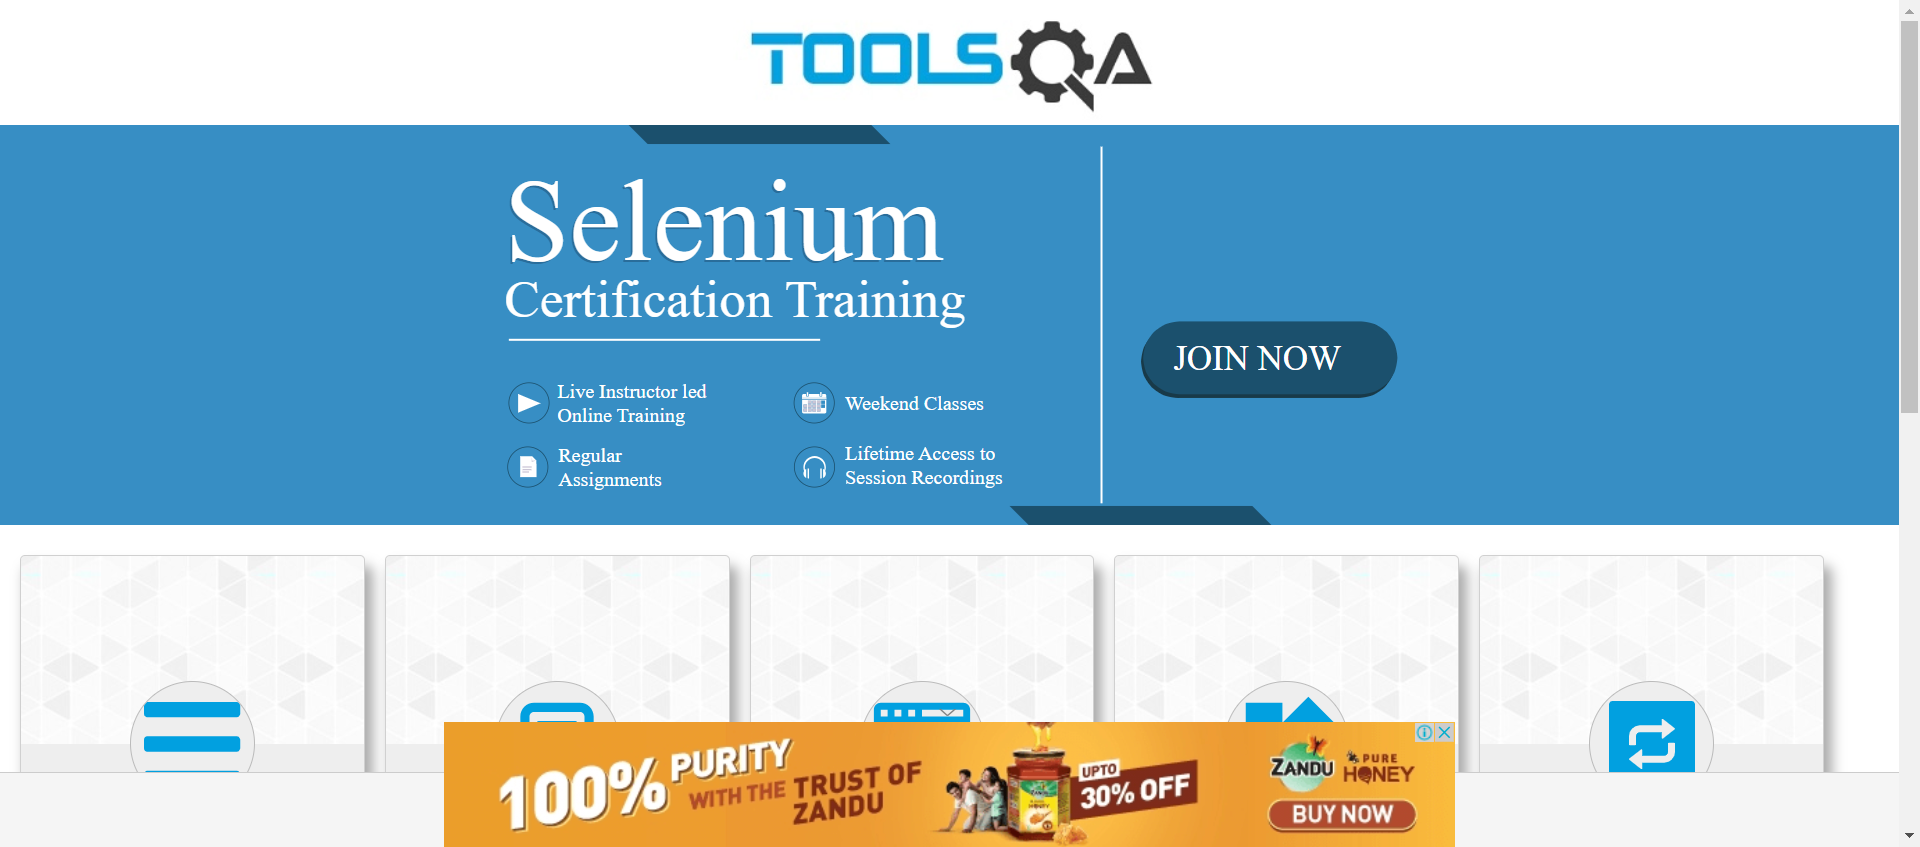 TOOLSQA
Selenium
Certification Training
JOIN NOW
Live Instructor led
Online Training
Weekend Classes
Regular
Assignments
Lifetime Access to
Session Recordings
100% PURITY
WITH THE TRUST OF
ZANDU
UPTO
30% OFF
ZANDU
PURE
HONEY
BUY NOW